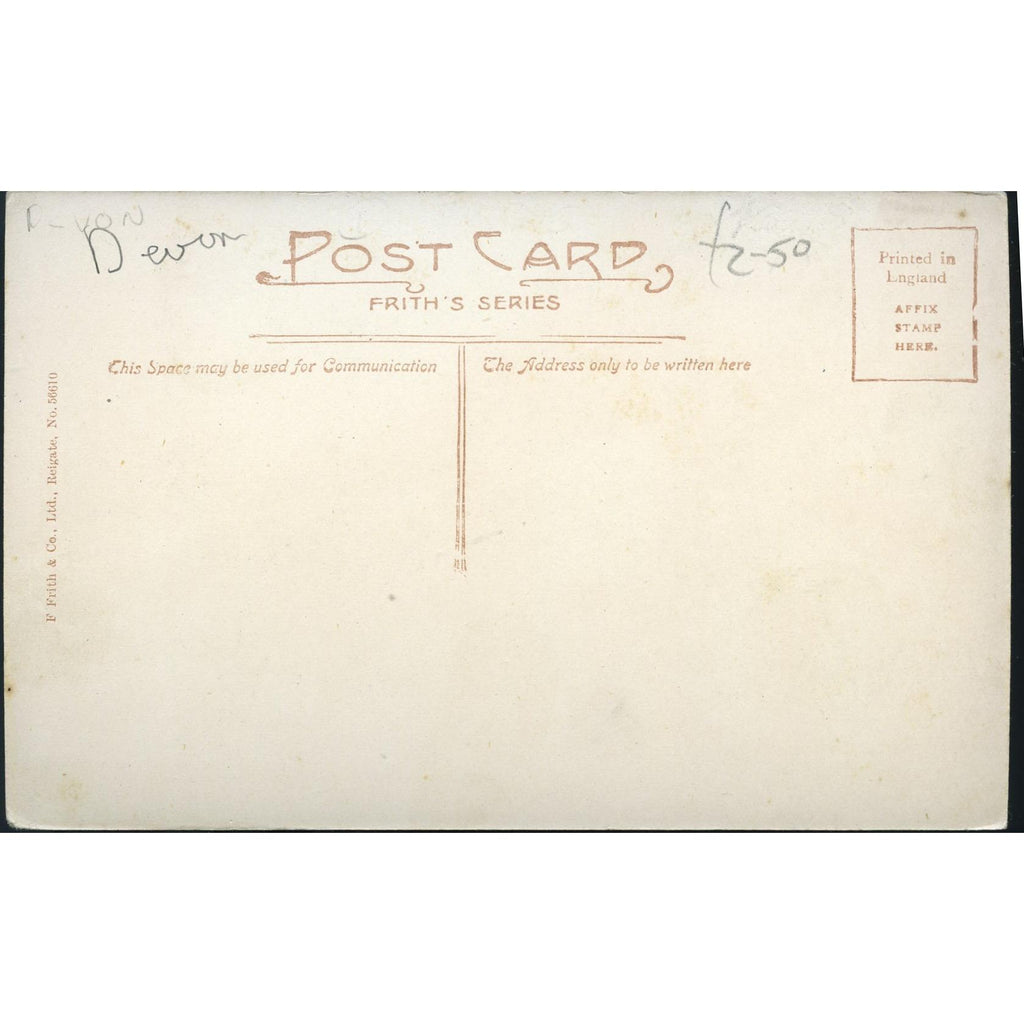 Devon
POST CARD
£2-50
FRITH'S SERIES
Printed in
England
AFFIX
STAMP
HERE.
This Space may be used for Communication
The Address only to be written here
F Frith & Co., Ltd., Reigate, No. 56610